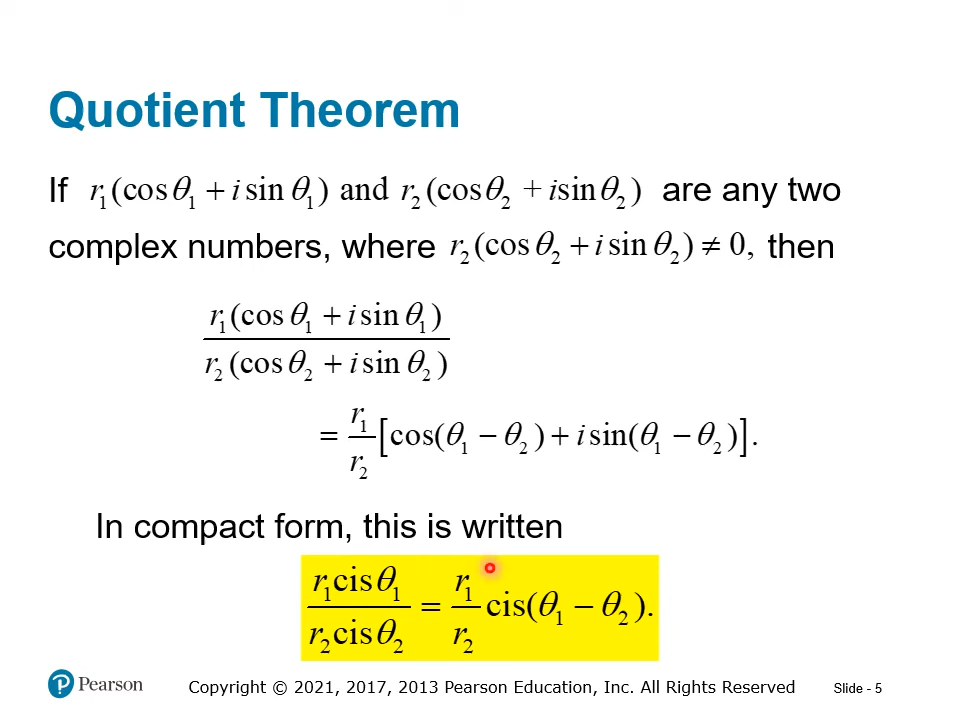 Quotient Theorem
If r₁(cos θ₁ + i sin θ₁) and r₂(cos θ₂ + i sin θ₂) are any two
complex numbers, where r₂(cos θ₂ + i sin θ₂) ≠ 0, then
r₁(cos θ₁ + i sin θ₁)
r₂(cos θ₂ + i sin θ₂)
= r₁/r₂ [cos(θ₁ − θ₂) + i sin(θ₁ − θ₂)].
In compact form, this is written
r₁cis θ₁/r₂cis θ₂ = r₁/r₂ cis(θ₁ − θ₂).
Pearson
Copyright © 2021, 2017, 2013 Pearson Education, Inc. All Rights Reserved
Slide - 5